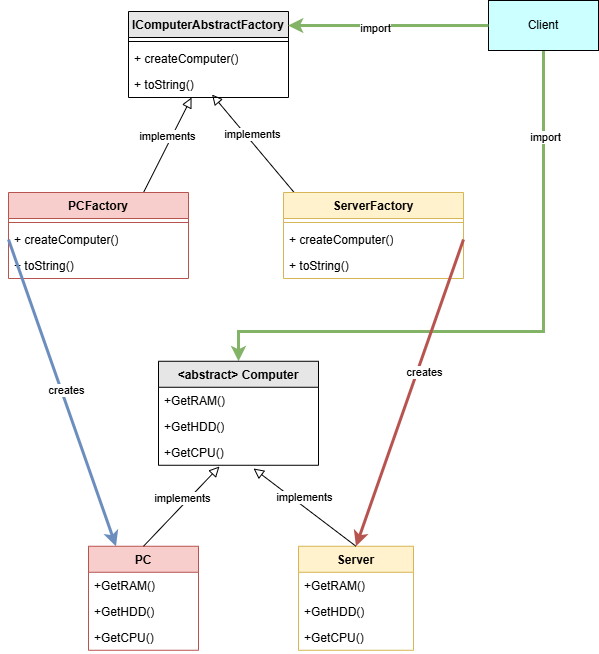 IComputerAbstractFactory
+ createComputer()
+ toString()
Client
import
import
implements
implements
PCFactory
+ createComputer()
+ toString()
ServerFactory
+ createComputer()
+ toString()
creates
creates
<abstract> Computer
+GetRAM()
+GetHDD()
+GetCPU()
implements
implements
PC
+GetRAM()
+GetHDD()
+GetCPU()
Server
+GetRAM()
+GetHDD()
+GetCPU()